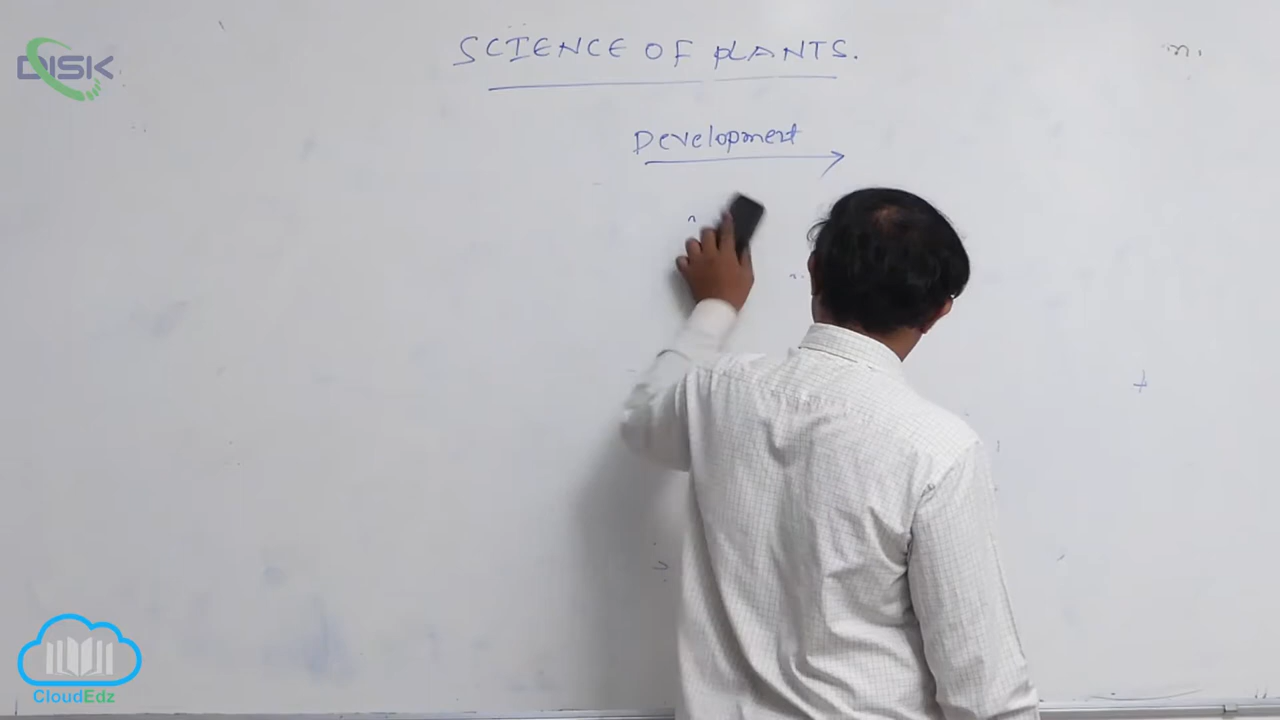 DISK
SCIENCE OF PLANTS.
n.
Development
CloudEdz